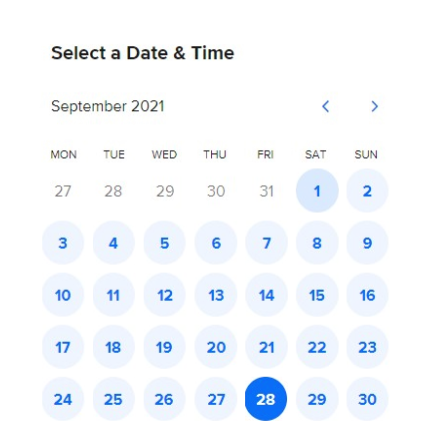 Select a Date & Time
September 2021
MON TUE WED THU FRI SAT SUN
27 28 29 30 31 1 2
3 4 5 6 7 8 9
10 11 12 13 14 15 16
17 18 19 20 21 22 23
24 25 26 27 28 29 30